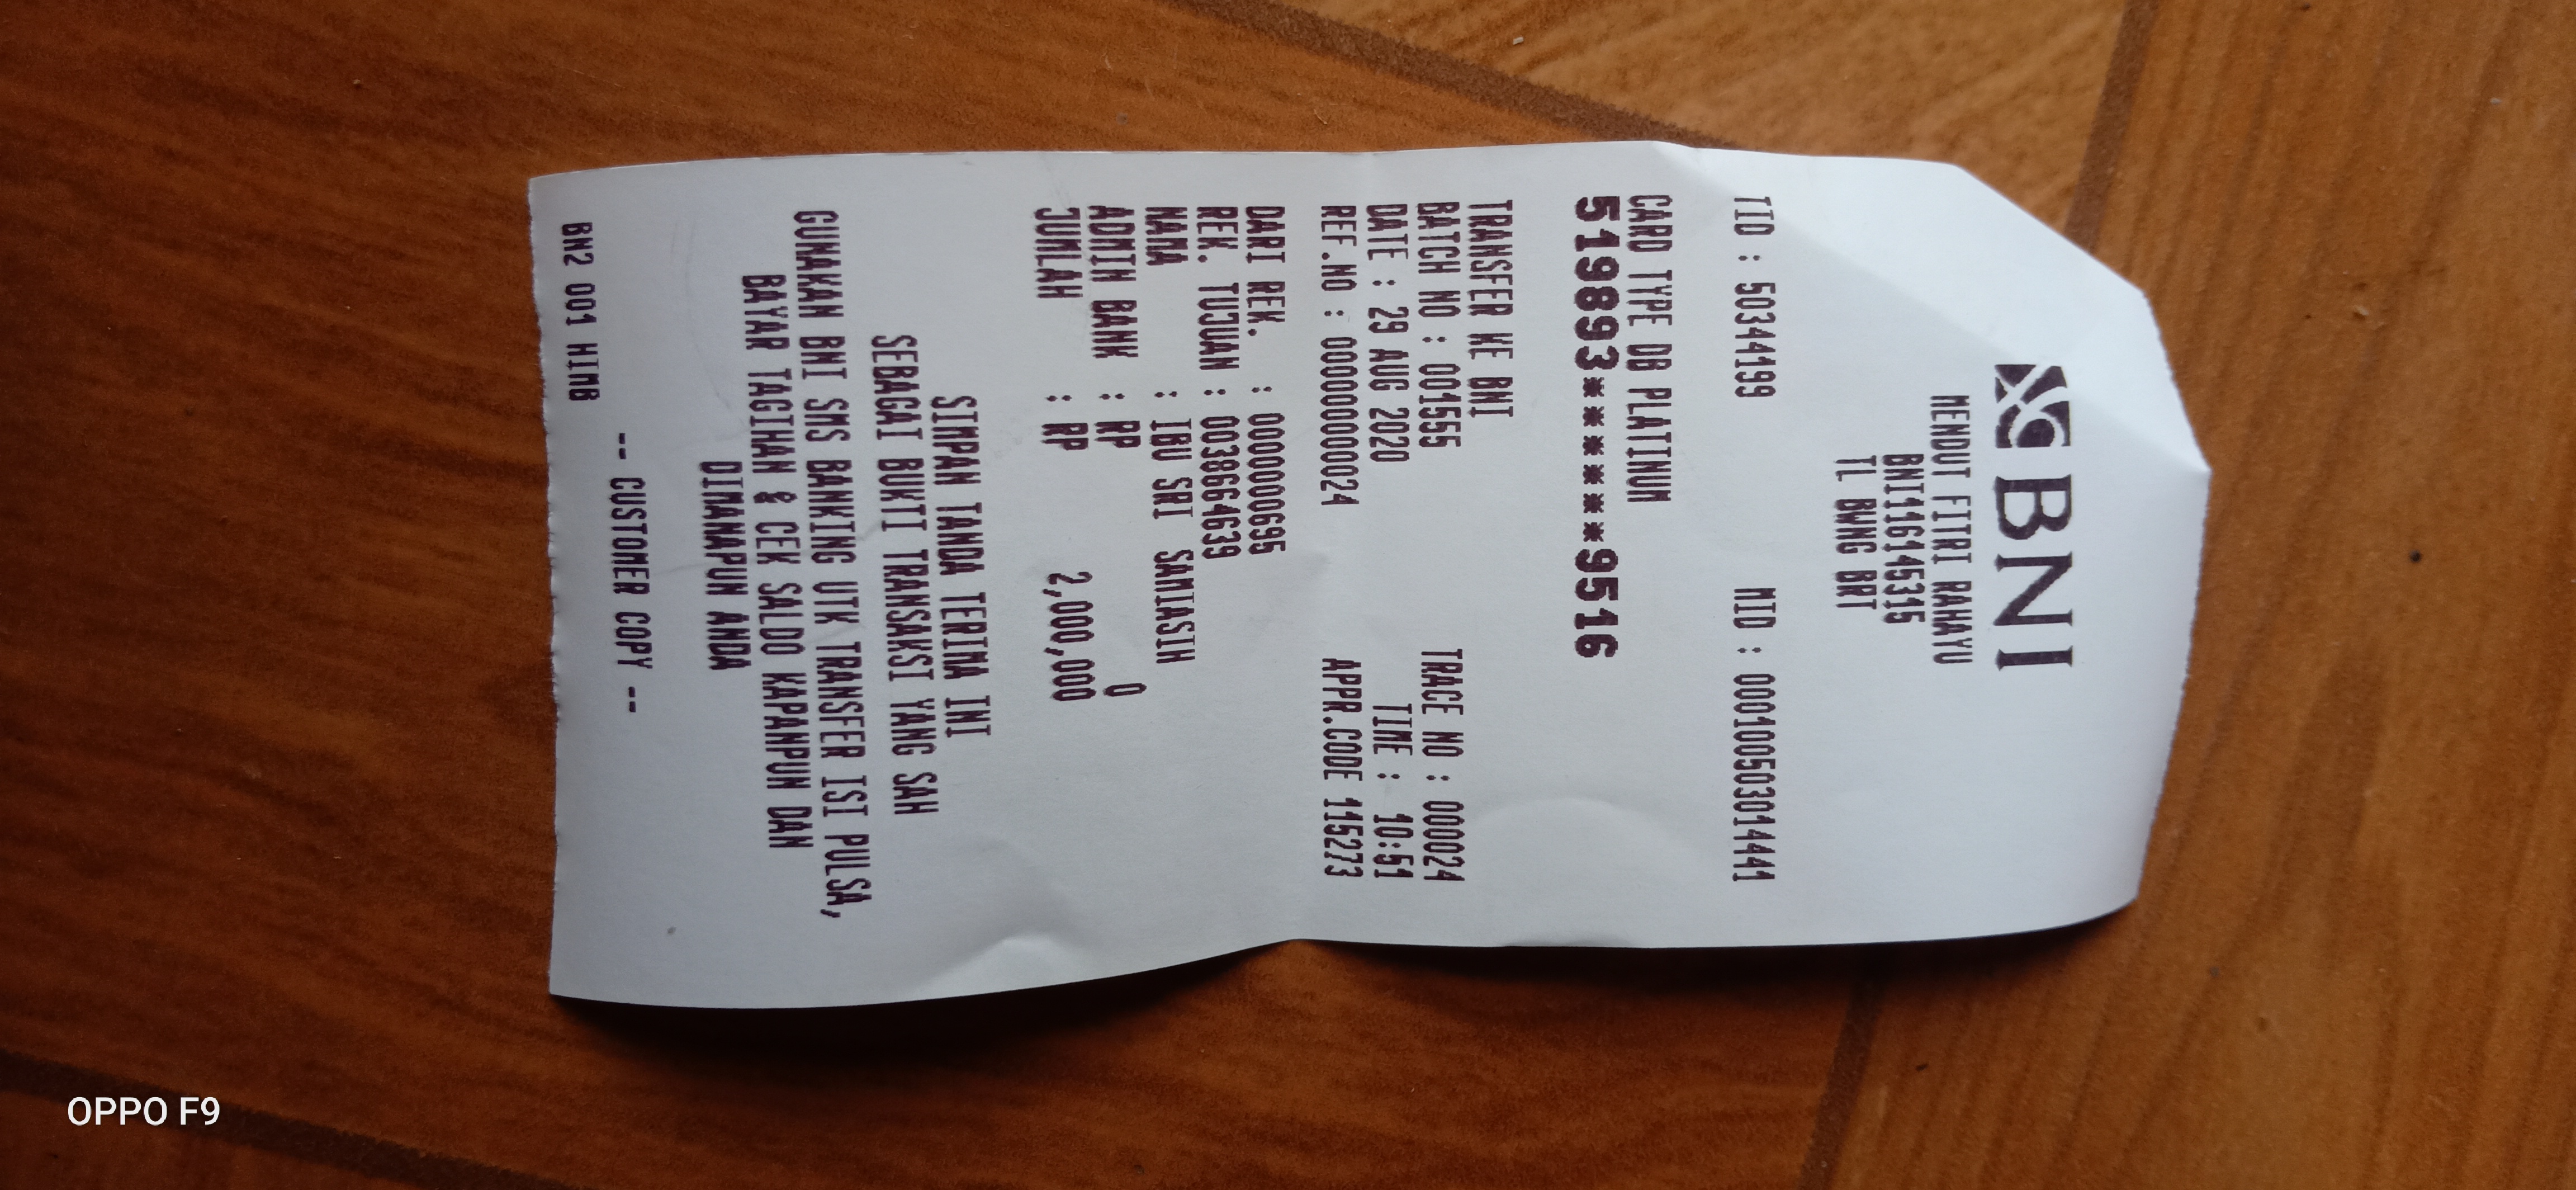 BNI
MENDUT FITRI RAHAYU
BNI116145315
TL BWNG BRT
TID : 50344199 MID : 000100503014441
CARD TYPE DB PLATINUM
519893******9516
TRANSFER KE BNI
BATCH NO : 001555 TRACE NO : 000024
DATE : 29 AUG 2020 TIME : 10:51
REF.NO : 000000000024 APPR.CODE 115273
DARI REK. : 0000000695
REK. TUJUAN : 0038664639
NAMA : IBU SRI SAMIASIH
ADMIN BANK : RP 0
JUMLAH : RP 2,000,000
SIMPAN TANDA TERIMA INI
SEBAGAI BUKTI TRANSAKSI YANG SAH
GUNAKAN BNI SMS BANKING UTK TRANSFER ISI PULSA,
BAYAR TAGIHAN & CEK SALDO KAPANPUN DAN
DIMANAPUN ANDA
-- CUSTOMER COPY --
BN2 001 HIMB
OPPO F9